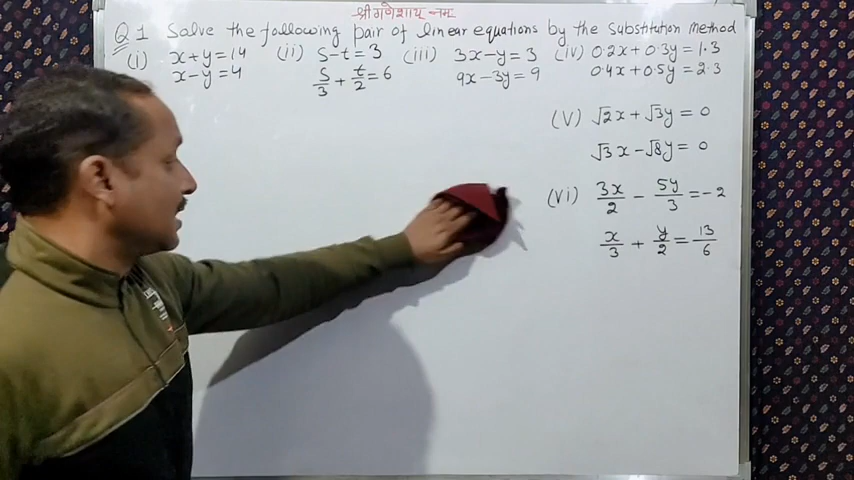 श्री गणेशाय नमः
Q 1 Solve the following pair of linear equations by the substitution method
(i) x+y=14
x-y=4
(ii) s-t=3
s/3 + t/2 = 6
(iii) 3x-y=3
9x-3y=9
(iv) 0.2x+0.3y=1.3
0.4x+0.5y=2.3
(V) √2x + √3y = 0
√3x - √8y = 0
(Vi) 3x/2 - 5y/3 = -2
x/3 + y/2 = 13/6